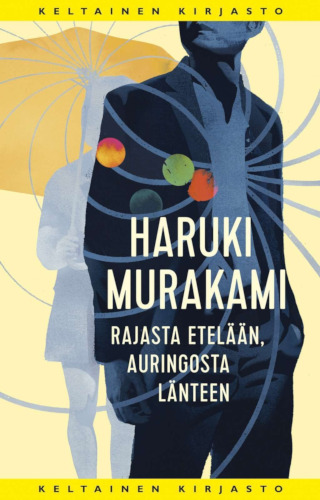 KELTAINEN KIRJASTO
HARUKI
MURAKAMI
RAJASTA ETELÄÄN,
AURINGOSTA
LÄNTEEN
KELTAINEN KIRJASTO